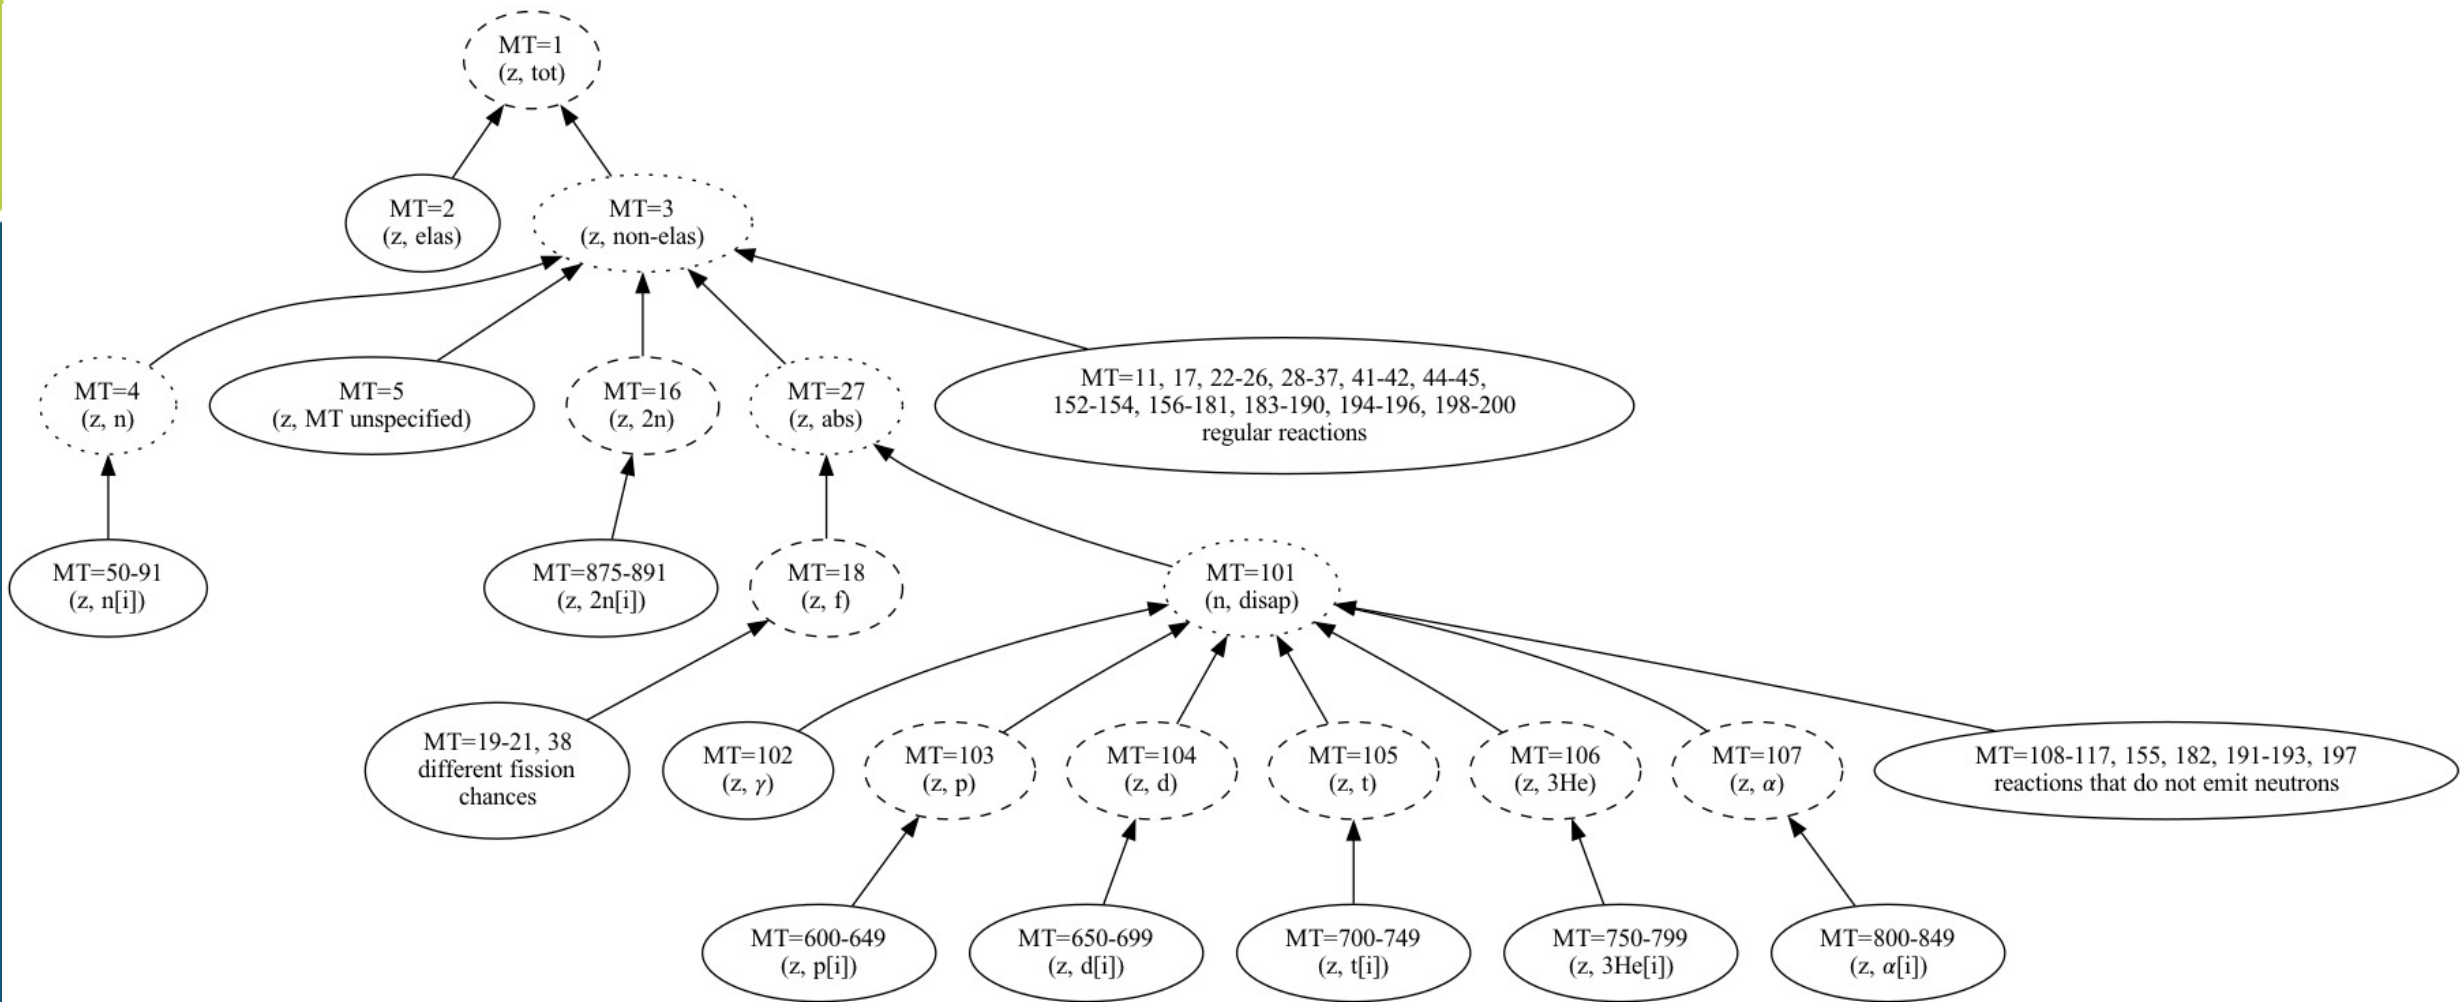 MT=1
(z, tot)
MT=2
(z, elas)
MT=3
(z, non-elas)
MT=4
(z, n)
MT=5
(z, MT unspecified)
MT=16
(z, 2n)
MT=27
(z, abs)
MT=11, 17, 22-26, 28-37, 41-42, 44-45,
152-154, 156-181, 183-190, 194-196, 198-200
regular reactions
MT=50-91
(z, n[i])
MT=875-891
(z, 2n[i])
MT=18
(z, f)
MT=101
(n, disap)
MT=19-21, 38
different fission
chances
MT=102
(z, γ)
MT=103
(z, p)
MT=104
(z, d)
MT=105
(z, t)
MT=106
(z, 3He)
MT=107
(z, α)
MT=108-117, 155, 182, 191-193, 197
reactions that do not emit neutrons
MT=600-649
(z, p[i])
MT=650-699
(z, d[i])
MT=700-749
(z, t[i])
MT=750-799
(z, 3He[i])
MT=800-849
(z, α[i])